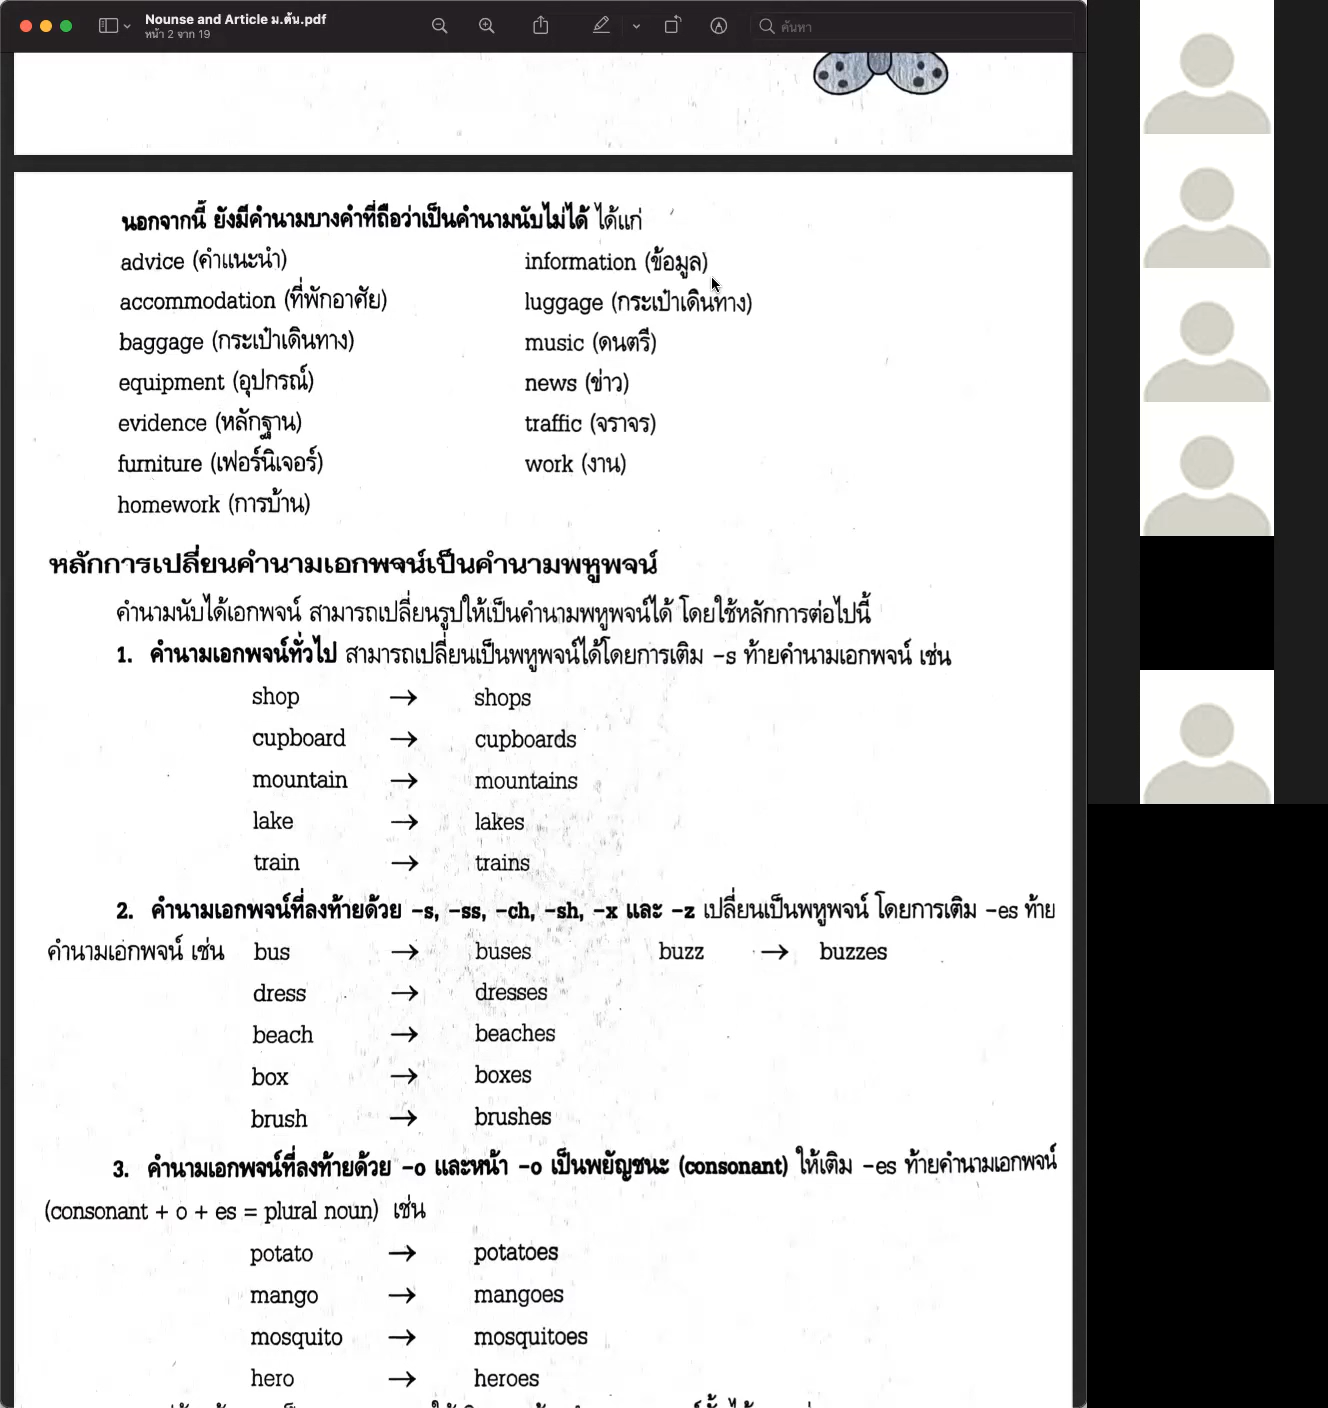 Nounse and Article ม.ต้น.pdf
หน้า 2 จาก 19
ค้นหา
นอกจากนี้ ยังมีคำนามบางคำที่ถือว่าเป็นคำนามนับไม่ได้ ได้แก่
advice (คำแนะนำ) information (ข้อมูล)
accommodation (ที่พักอาศัย) luggage (กระเป๋าเดินทาง)
baggage (กระเป๋าเดินทาง) music (ดนตรี)
equipment (อุปกรณ์) news (ข่าว)
evidence (หลักฐาน) traffic (จราจร)
furniture (เฟอร์นิเจอร์) work (งาน)
homework (การบ้าน)
หลักการเปลี่ยนคำนามเอกพจน์เป็นคำนามพหูพจน์
คำนามนับได้เอกพจน์ สามารถเปลี่ยนรูปให้เป็นคำนามพหูพจน์ได้ โดยใช้หลักการต่อไปนี้
1. คำนามเอกพจน์ทั่วไป สามารถเปลี่ยนเป็นพหูพจน์ได้โดยการเติม -s ท้ายคำนามเอกพจน์ เช่น
shop → shops
cupboard → cupboards
mountain → mountains
lake → lakes
train → trains
2. คำนามเอกพจน์ที่ลงท้ายด้วย -s, -ss, -ch, -sh, -x และ -z เปลี่ยนเป็นพหูพจน์ โดยการเติม -es ท้าย
คำนามเอกพจน์ เช่น bus → buses buzz → buzzes
dress → dresses
beach → beaches
box → boxes
brush → brushes
3. คำนามเอกพจน์ที่ลงท้ายด้วย -o และหน้า -o เป็นพยัญชนะ (consonant) ให้เติม -es ท้ายคำนามเอกพจน์
(consonant + o + es = plural noun) เช่น
potato → potatoes
mango → mangoes
mosquito → mosquitoes
hero → heroes